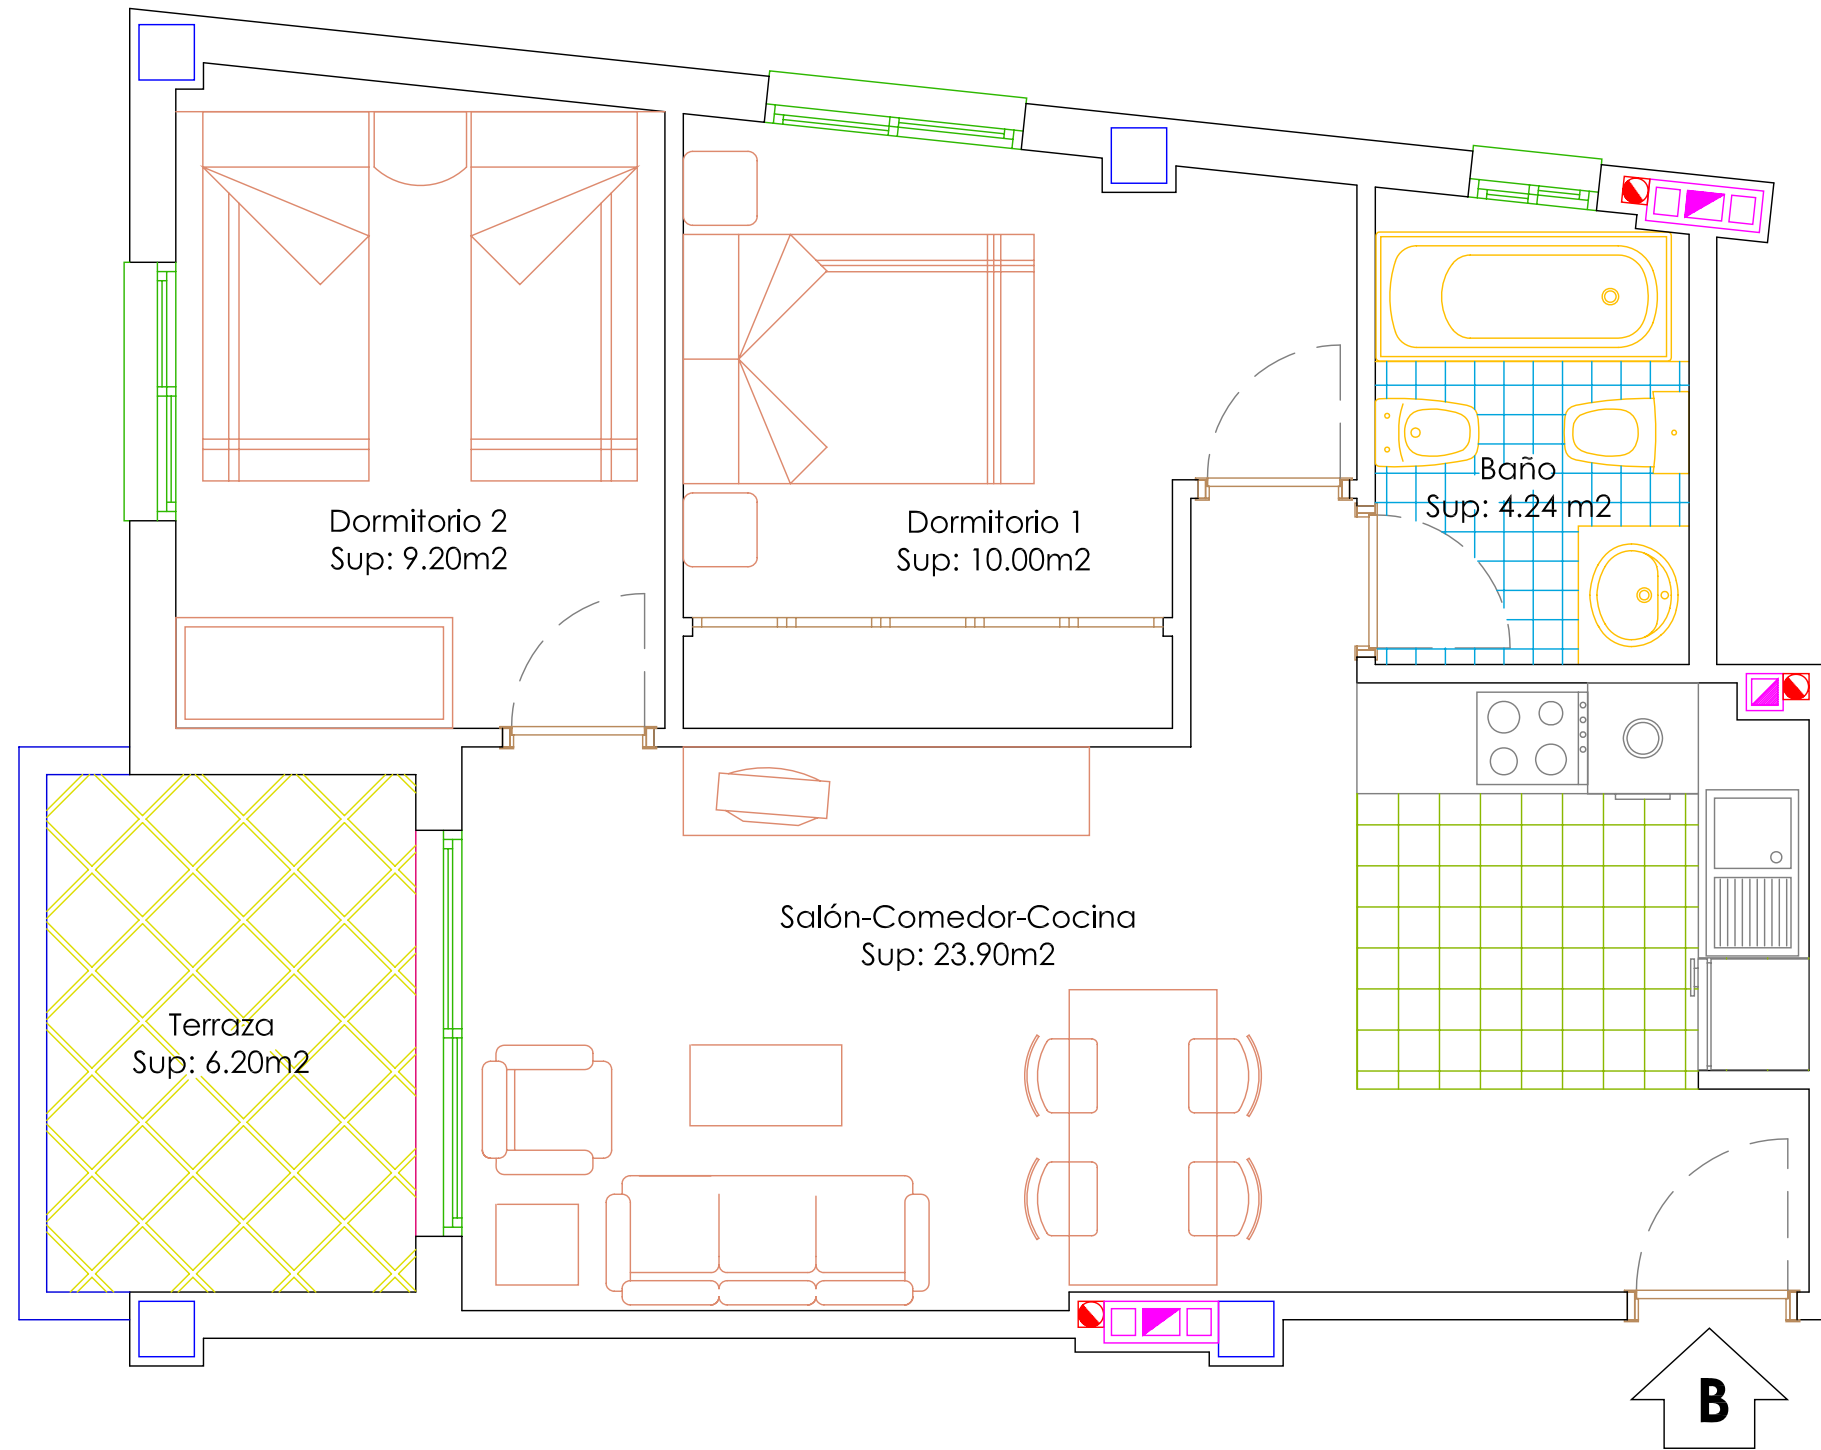 Baño
Sup: 4.24 m2
Dormitorio 2
Sup: 9.20m2
Dormitorio 1
Sup: 10.00m2
Salón-Comedor-Cocina
Sup: 23.90m2
Terraza
Sup: 6.20m2
B